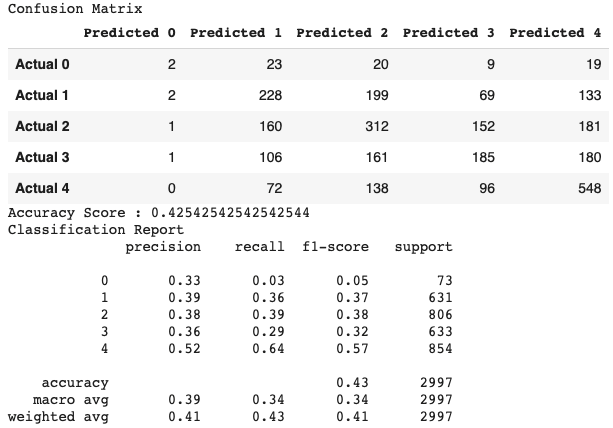 Confusion Matrix
Predicted 0 Predicted 1 Predicted 2 Predicted 3 Predicted 4
Actual 0 2 23 20 9 19
Actual 1 2 228 199 69 133
Actual 2 1 160 312 152 181
Actual 3 1 106 161 185 180
Actual 4 0 72 138 96 548
Accuracy Score : 0.42542542542542544
Classification Report
precision recall f1-score support
0 0.33 0.03 0.05 73
1 0.39 0.36 0.37 631
2 0.38 0.39 0.38 806
3 0.36 0.29 0.32 633
4 0.52 0.64 0.57 854
accuracy 0.43 2997
macro avg 0.39 0.34 0.34 2997
weighted avg 0.41 0.43 0.41 2997